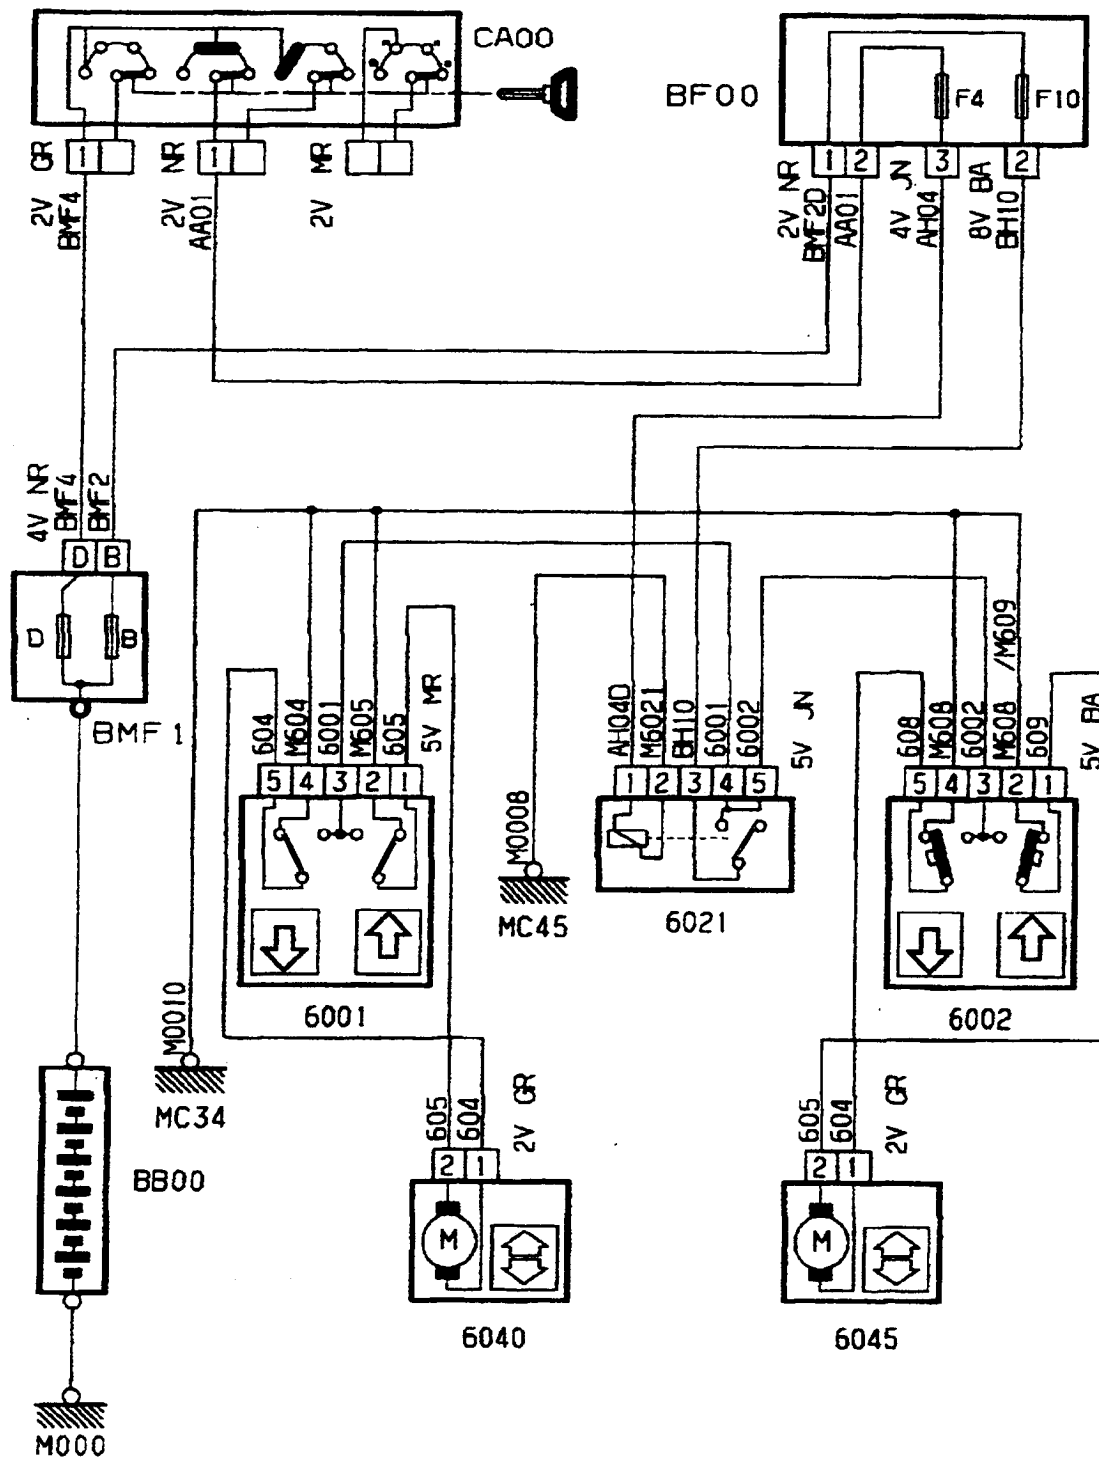 CA00
BF00
F4
F10
GR
1
NR
1
MR
1
2
3
2
2V
BMF4
2V
AA01
2V
2V NR
BMF2D
AA01
4V JN
AH04
8V BA
BH10
4V NR
BMF4
BMF2
D
B
D
B
BMF1
604
M604
6001
M605
605
5V MR
5
4
3
2
1
AH04D
M6021
BH10
6001
6002
5V JN
1
2
3
4
5
608
M608
6002
M608
/M609
609
5V BA
5
4
3
2
1
M0008
MC45
6021
6001
6002
M0010
MC34
BB00
605
604
2V GR
2
1
M
6040
605
604
2V GR
2
1
M
6045
M000